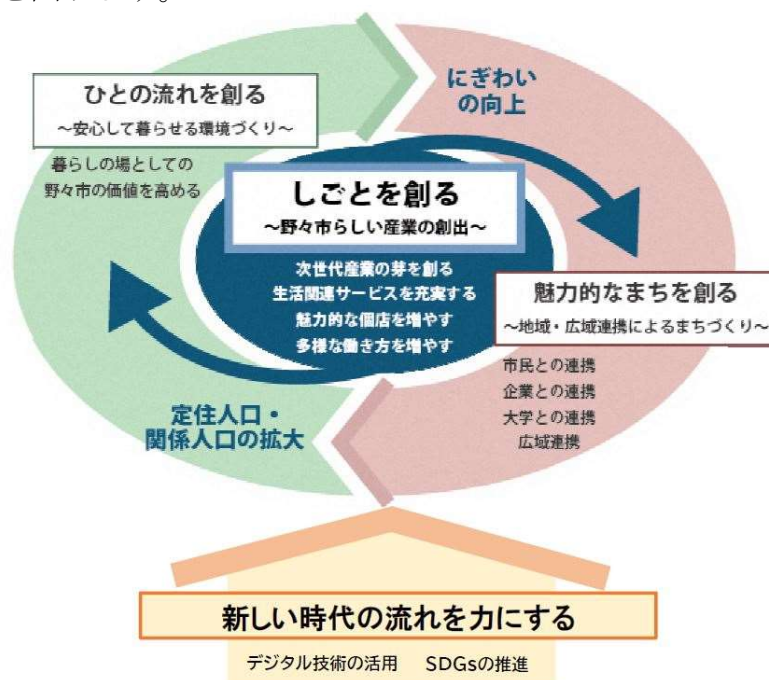 ひとの流れを創る
～安心して暮らせる環境づくり～
暮らしの場としての
野々市の価値を高める
にぎわい
の向上
しごとを創る
～野々市らしい産業の創出～
次世代産業の芽を創る
生活関連サービスを充実する
魅力的な個店を増やす
多様な働き方を増やす
魅力的なまちを創る
～地域・広域連携によるまちづくり～
市民との連携
企業との連携
大学との連携
広域連携
定住人口・
関係人口の拡大
新しい時代の流れを力にする
デジタル技術の活用　SDGsの推進